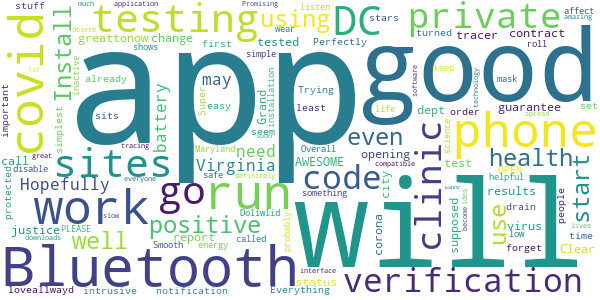 app
will
good
Bluetooth
phone
work
run
go
sites
testing
DC
private
covid
Install
using
code
clinic
verification
health
start
use
well
positive
even
may
need
Virginia
battery
Hopefully
justice
status
stuff
greattonow
change
listen
wear
much
application
Promising
amazing
delete
stars
affect
shows
first
tested
Perfectly
turned
tracer
contract
roll
set
important
inactive
already
simple
Trying
mask
software
keep
technology
guarantee
simplest
sits
Super
easy
Grand
installation
seem
least
life
dept
order
far
call
disable
protected
tracing
great
everyone
Maryland
safe
definitely
Overall
AWESOME
something
opening
city
test
science
spread
OPEN
compatible
helpful
results
drain
people
DoIiwlid
corona
supposed
become
idea
virus
low
lives
time
forget
Clear
PLEASE
slow
report
called
Smooth
energy
probably
save
downloads
loveallwayd
intrusive
notification
Everything
interface